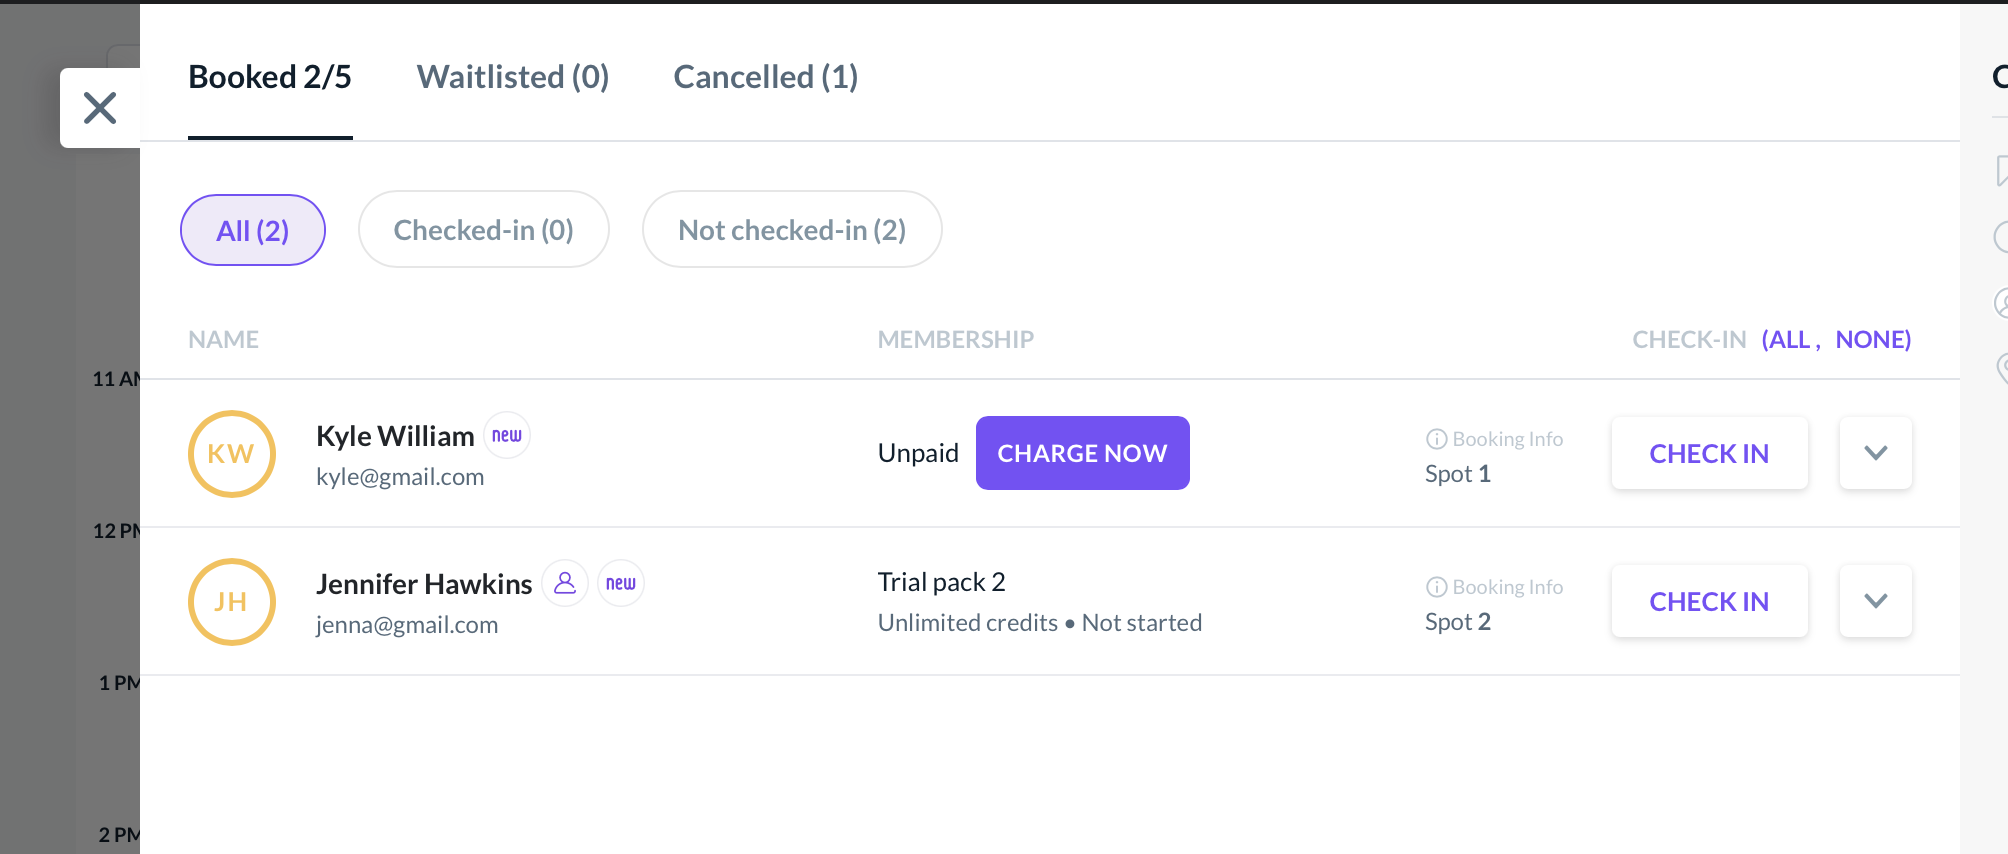 Booked 2/5 Waitlisted (0) Cancelled (1)
All (2) Checked-in (0) Not checked-in (2)
NAME MEMBERSHIP CHECK-IN (ALL , NONE)
11 AM
KW Kyle William new
kyle@gmail.com
Unpaid CHARGE NOW
Booking Info
Spot 1
CHECK IN
12 PM
JH Jennifer Hawkins new
jenna@gmail.com
Trial pack 2
Unlimited credits • Not started
Booking Info
Spot 2
CHECK IN
1 PM
2 PM